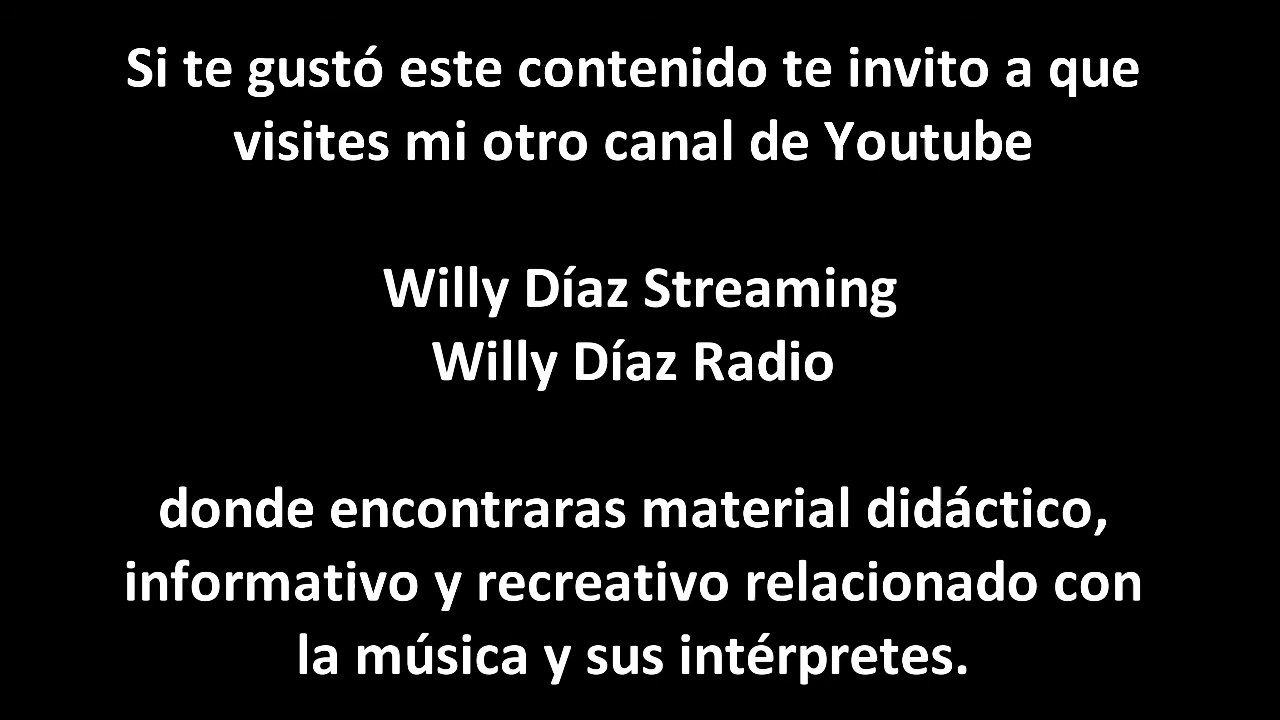 Si te gustó este contenido te invito a que
visites mi otro canal de Youtube
Willy Díaz Streaming
Willy Díaz Radio
donde encontraras material didáctico,
informativo y recreativo relacionado con
la música y sus intérpretes.